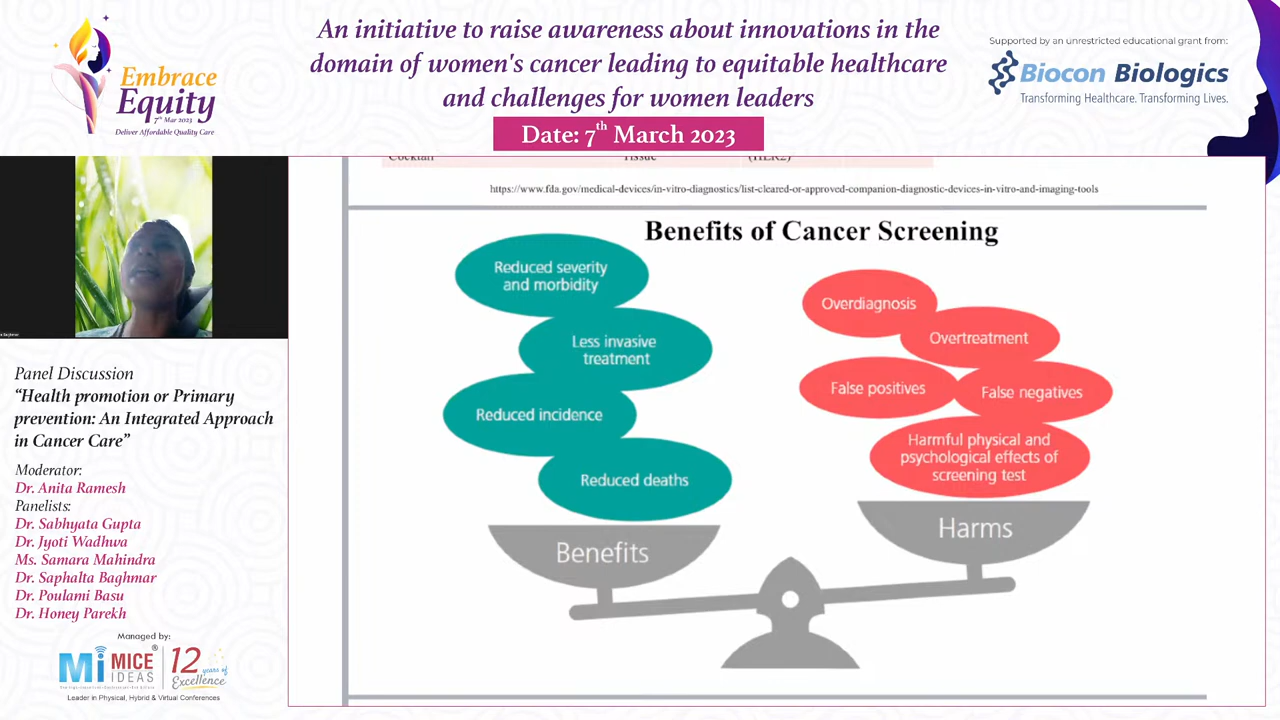 An initiative to raise awareness about innovations in the
domain of women's cancer leading to equitable healthcare
and challenges for women leaders
Date: 7th March 2023
Embrace
Equity
7th Mar 2023
Deliver Affordable Quality Care
Supported by an unrestricted educational grant from:
Biocon Biologics
Transforming Healthcare. Transforming Lives.
Baghmar
Panel Discussion
“Health promotion or Primary
prevention: An Integrated Approach
in Cancer Care”
Moderator:
Dr. Anita Ramesh
Panelists:
Dr. Sabhyata Gupta
Dr. Jyoti Wadhwa
Ms. Samara Mahindra
Dr. Saphalta Baghmar
Dr. Poulami Basu
Dr. Honey Parekh
Managed by:
Mi MICE
IDEAS
®
12 years of
Excellence
Leader in Physical, Hybrid & Virtual Conferences
Cocktail Tissue (HER2)
https://www.fda.gov/medical-devices/in-vitro-diagnostics/list-cleared-or-approved-companion-diagnostic-devices-in-vitro-and-imaging-tools
Benefits of Cancer Screening
Reduced severity
and morbidity
Less invasive
treatment
Reduced incidence
Reduced deaths
Benefits
Overdiagnosis
Overtreatment
False positives
False negatives
Harmful physical and
psychological effects of
screening test
Harms